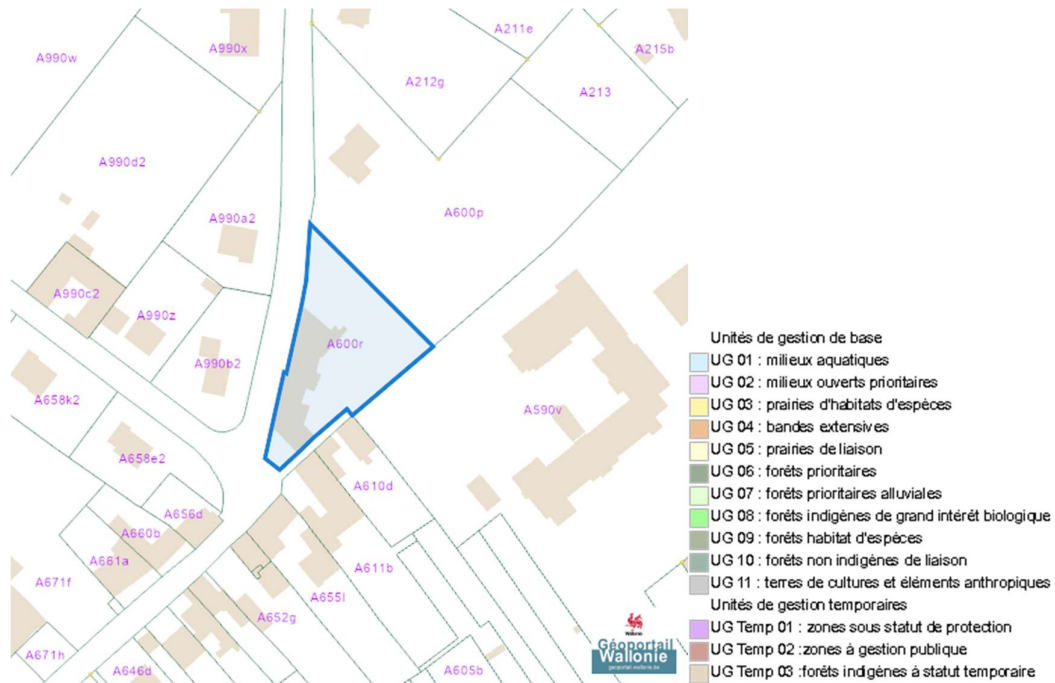 A990w
A990x
A211e
A215b
A212g
A213
A990d2
A990a2
A600p
A990c2
A990z
A600r
A990b2
A658k2
A590v
A658e2
A610d
A656d
A660b
A661a
A671f
A611b
A655l
A652g
A671h
A646d
A605b
Wallonie
Géoportail
Wallonie
geoportail.wallonie.be
Unités de gestion de base
UG 01 : milieux aquatiques
UG 02 : milieux ouverts prioritaires
UG 03 : prairies d'habitats d'espèces
UG 04 : bandes extensives
UG 05 : prairies de liaison
UG 06 : forêts prioritaires
UG 07 : forêts prioritaires alluviales
UG 08 : forêts indigènes de grand intérêt biologique
UG 09 : forêts habitat d'espèces
UG 10 : forêts non indigènes de liaison
UG 11 : terres de cultures et éléments anthropiques
Unités de gestion temporaires
UG Temp 01 : zones sous statut de protection
UG Temp 02 :zones à gestion publique
UG Temp 03 :forêts indigènes à statut temporaire